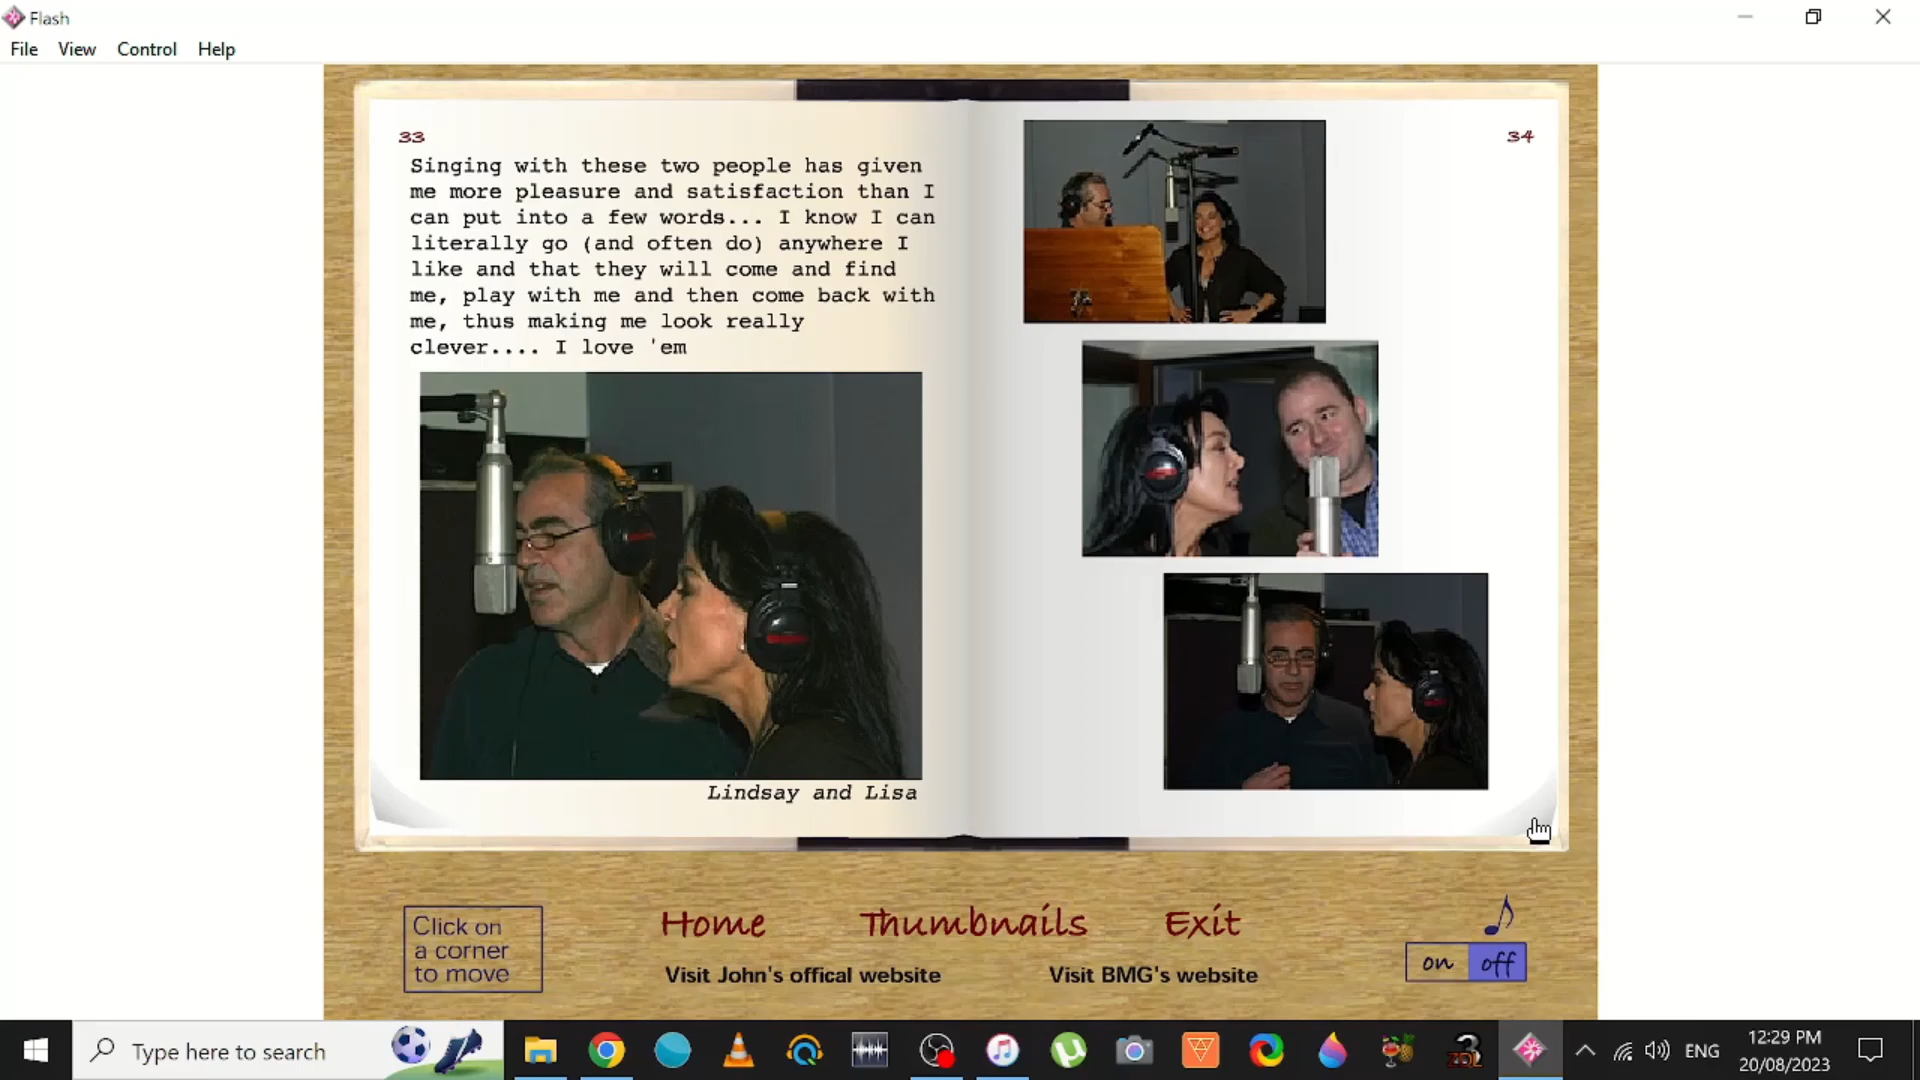 Flash
File View Control Help
33
Singing with these two people has given
me more pleasure and satisfaction than I
can put into a few words... I know I can
literally go (and often do) anywhere I
like and that they will come and find
me, play with me and then come back with
me, thus making me look really
clever.... I love 'em
Lindsay and Lisa
34
Click on
a corner
to move
Home Thumbnails Exit
Visit John's offical website Visit BMG's website
on off
Type here to search
ENG
12:29 PM
20/08/2023